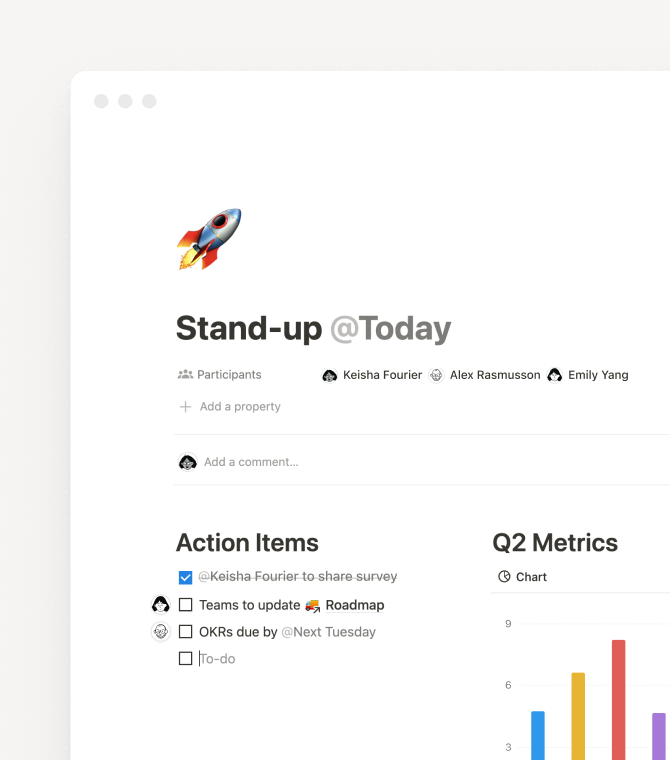 Stand-up @Today
Participants Keisha Fourier Alex Rasmusson Emily Yang
Add a property
Add a comment...
Action Items
@Keisha Fourier to share survey
Teams to update Roadmap
OKRs due by @Next Tuesday
To-do
Q2 Metrics
Chart
9
6
3